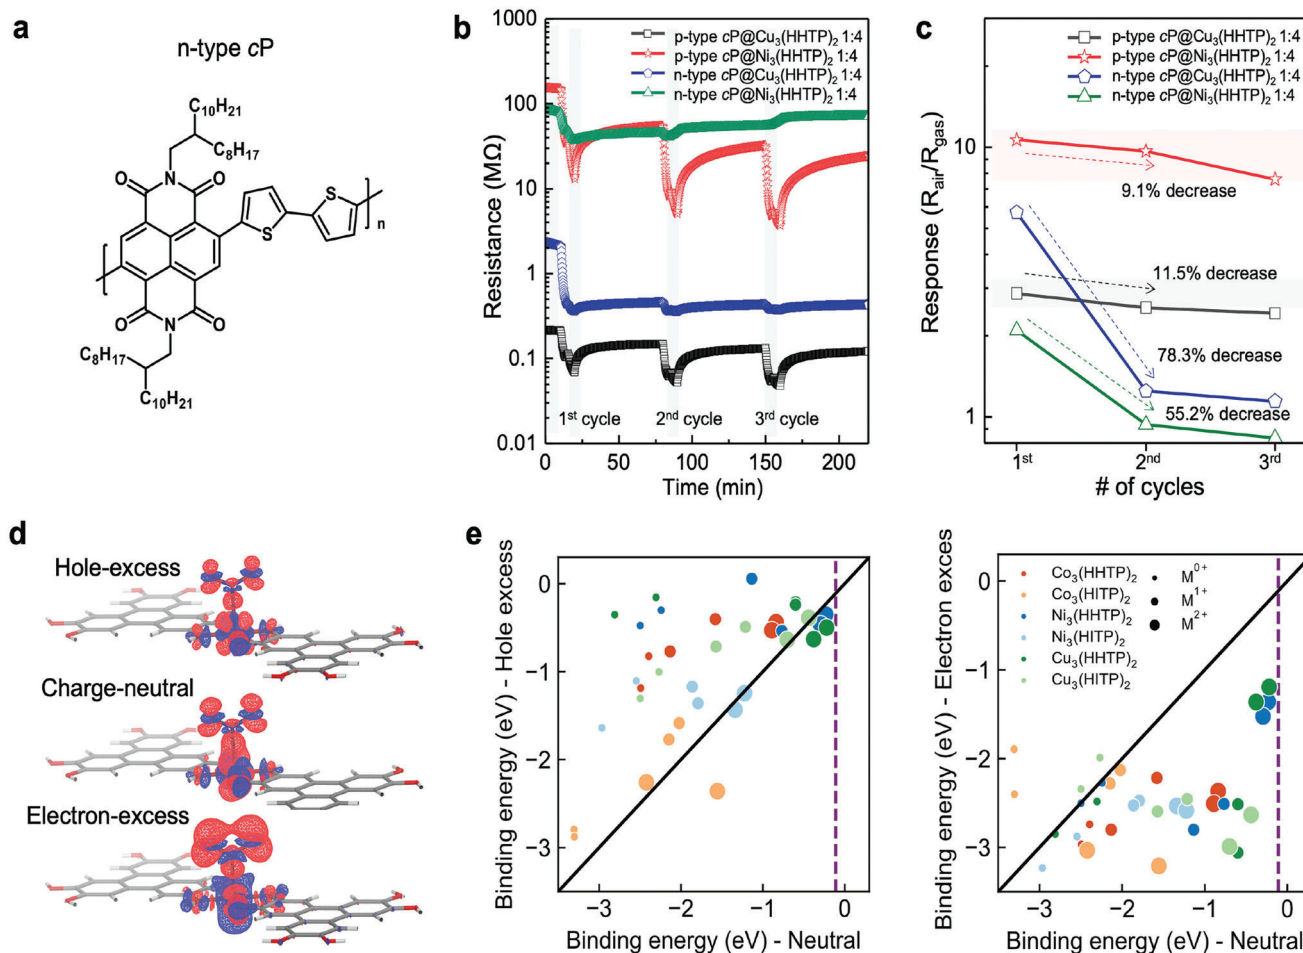 a
n-type cP
C₁₀H₂₁
C₈H₁₇
O N O
S
S
n
O N O
C₈H₁₇
C₁₀H₂₁
b
Resistance (MΩ)
1000
100
10
1
0.1
0.01
p-type cP@Cu₃(HHTP)₂ 1:4
p-type cP@Ni₃(HHTP)₂ 1:4
n-type cP@Cu₃(HHTP)₂ 1:4
n-type cP@Ni₃(HHTP)₂ 1:4
1ˢᵗ cycle 2ⁿᵈ cycle 3ʳᵈ cycle
0 50 100 150 200
Time (min)
c
Response (Rair/Rgas)
10
1
p-type cP@Cu₃(HHTP)₂ 1:4
p-type cP@Ni₃(HHTP)₂ 1:4
n-type cP@Cu₃(HHTP)₂ 1:4
n-type cP@Ni₃(HHTP)₂ 1:4
9.1% decrease
11.5% decrease
78.3% decrease
55.2% decrease
1ˢᵗ 2ⁿᵈ 3ʳᵈ
# of cycles
d
Hole-excess
Charge-neutral
Electron-excess
e
Binding energy (eV) - Hole excess
0
−1
−2
−3
−3 −2 −1 0
Binding energy (eV) - Neutral
Binding energy (eV) - Electron excess
0
−1
−2
−3
Co₃(HHTP)₂
Co₃(HITP)₂
Ni₃(HHTP)₂
Ni₃(HITP)₂
Cu₃(HHTP)₂
Cu₃(HITP)₂
M⁰⁺
M¹⁺
M²⁺
−3 −2 −1 0
Binding energy (eV) - Neutral